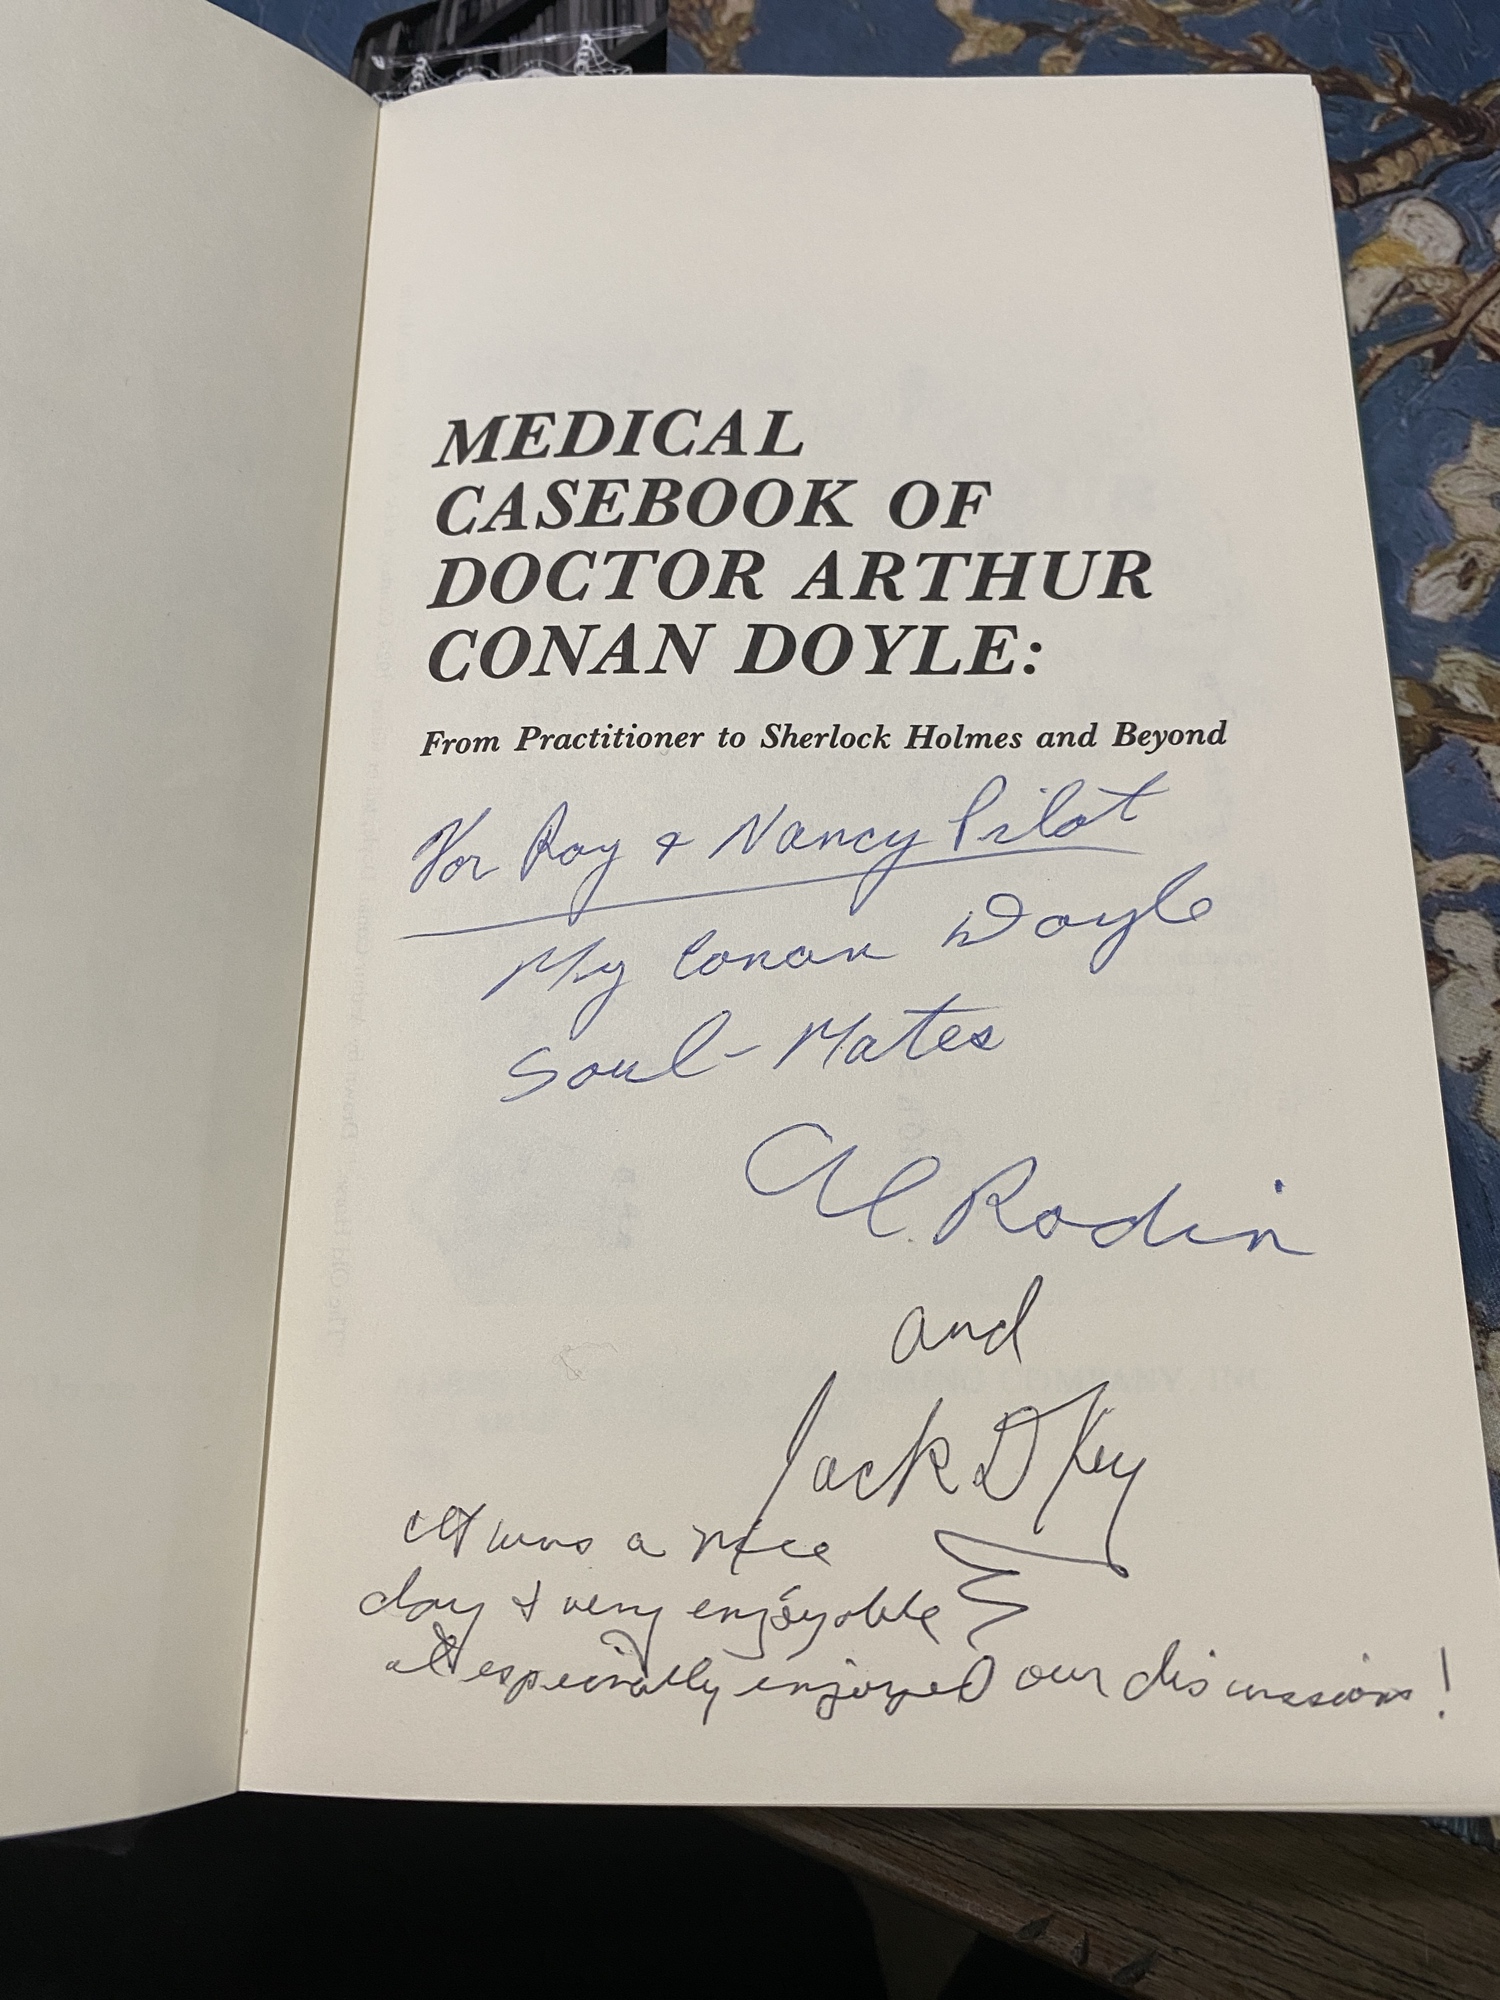 MEDICAL
CASEBOOK OF
DOCTOR ARTHUR
CONAN DOYLE:
From Practitioner to Sherlock Holmes and Beyond
For Roy & Nancy Pilot
My Conan Doyle
Soul-Mates
Al Rodin
and
Jack D Key
It was a nice
day & very enjoyable
I especially enjoyed our discussions!